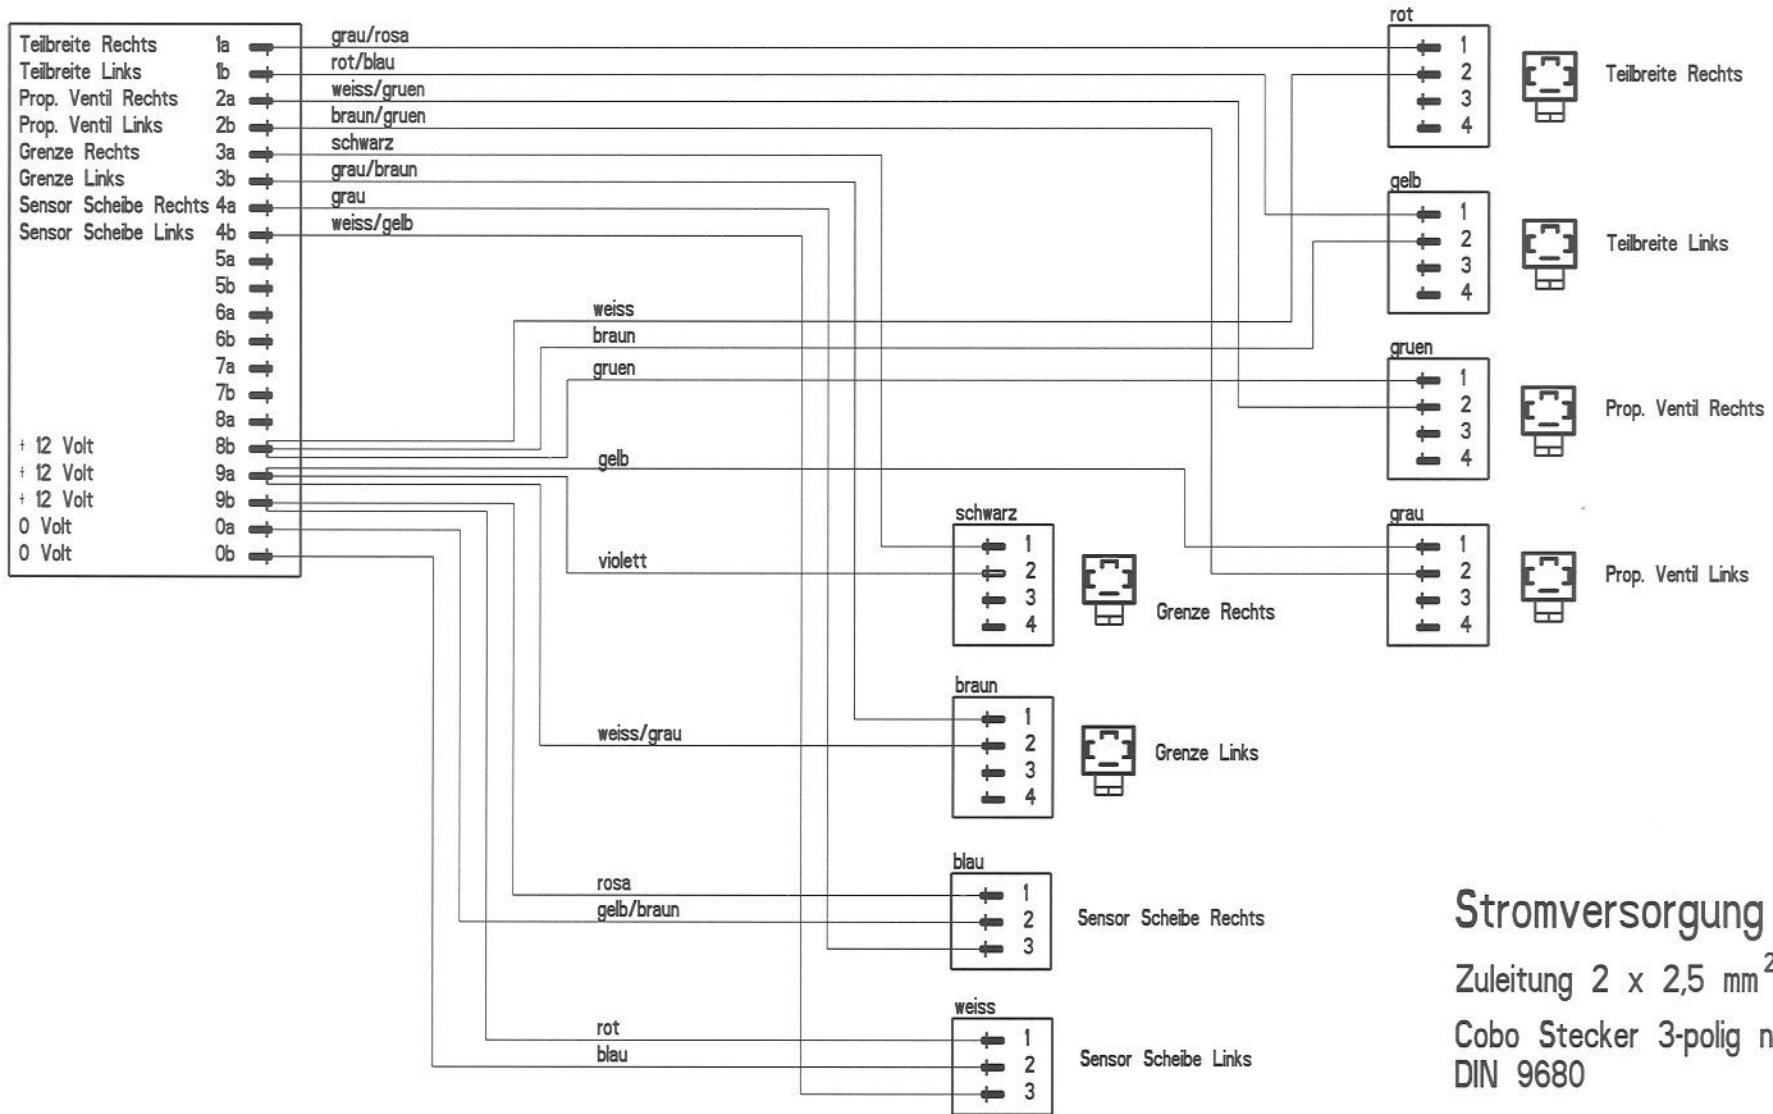 Teilbreite Rechts 1a
Teilbreite Links 1b
Prop. Ventil Rechts 2a
Prop. Ventil Links 2b
Grenze Rechts 3a
Grenze Links 3b
Sensor Scheibe Rechts 4a
Sensor Scheibe Links 4b
5a
5b
6a
6b
7a
7b
8a
+ 12 Volt 8b
+ 12 Volt 9a
+ 12 Volt 9b
0 Volt 0a
0 Volt 0b
grau/rosa
rot/blau
weiss/gruen
braun/gruen
schwarz
grau/braun
grau
weiss/gelb
weiss
braun
gruen
gelb
violett
weiss/grau
rosa
gelb/braun
rot
blau
rot
1
2
3
4
Teilbreite Rechts
gelb
1
2
3
4
Teilbreite Links
gruen
1
2
3
4
Prop. Ventil Rechts
grau
1
2
3
4
Prop. Ventil Links
schwarz
1
2
3
4
Grenze Rechts
braun
1
2
3
4
Grenze Links
blau
1
2
3
Sensor Scheibe Rechts
weiss
1
2
3
Sensor Scheibe Links
Stromversorgung
Zuleitung 2 x 2,5 mm²
Cobo Stecker 3-polig n
DIN 9680